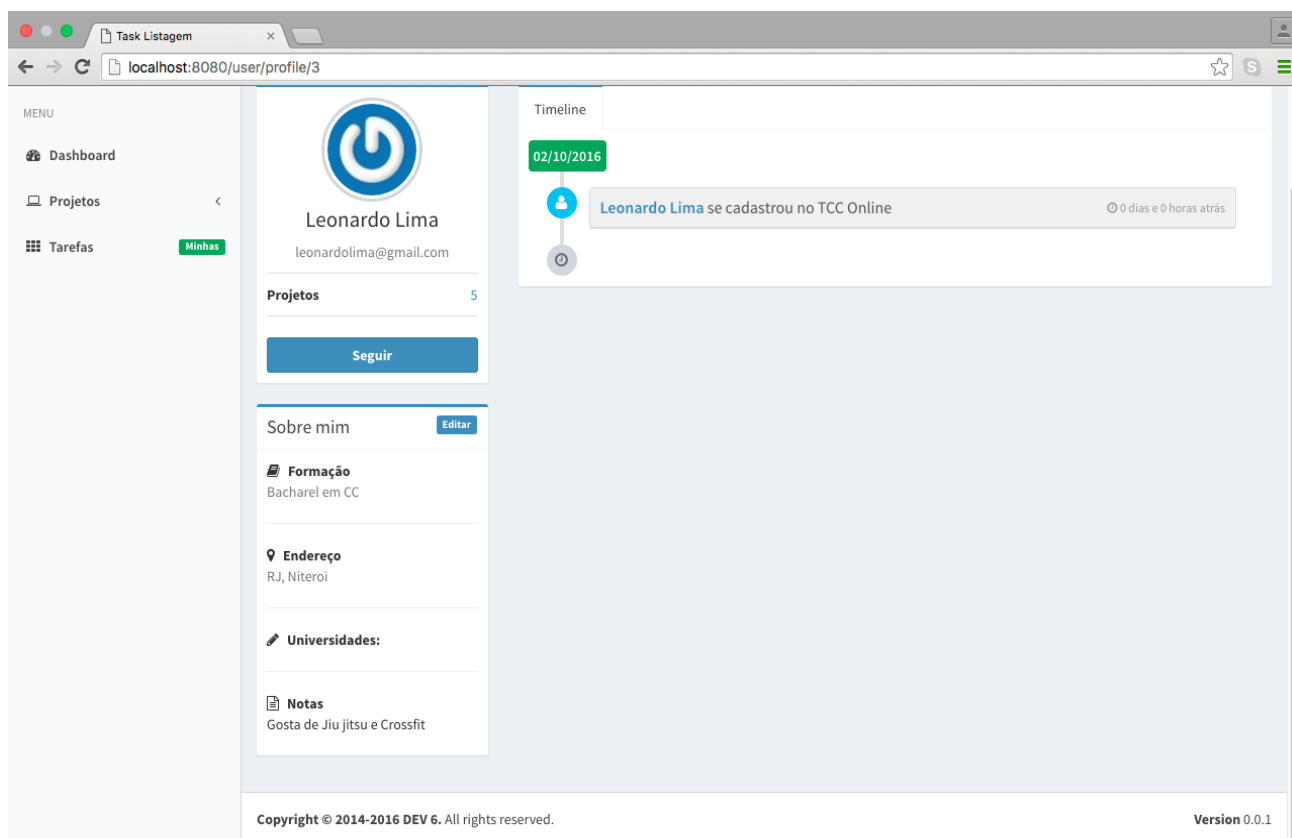 Task Listagem
localhost:8080/user/profile/3
MENU
Dashboard
Projetos
Tarefas Minhas
Leonardo Lima
leonardolima@gmail.com
Projetos 5
Seguir
Sobre mim Editar
Formação
Bacharel em CC
Endereço
RJ, Niteroi
Universidades:
Notas
Gosta de Jiu jitsu e Crossfit
Timeline
02/10/2016
Leonardo Lima se cadastrou no TCC Online 0 dias e 0 horas atrás
Copyright © 2014-2016 DEV 6. All rights reserved. Version 0.0.1